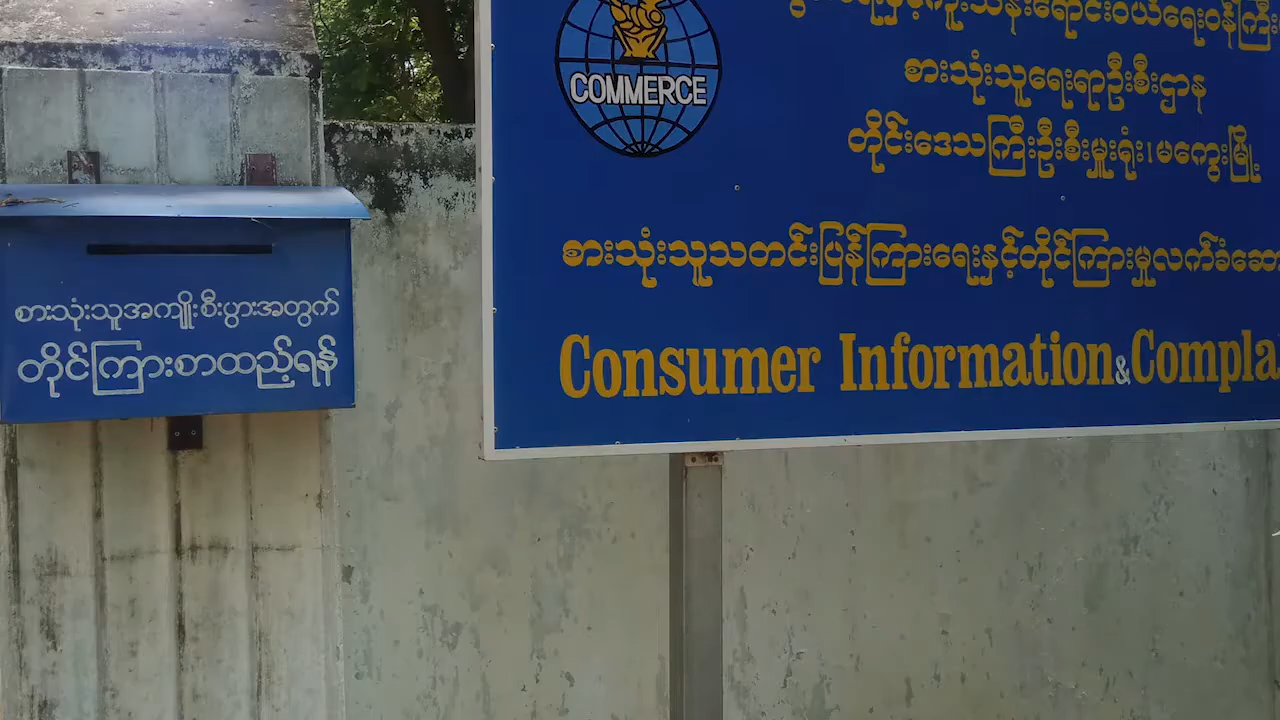 စားသုံးသူအကျိုးစီးပွားအတွက်
တိုင်ကြားစာထည့်ရန်
COMMERCE
စားသုံးသူရေးရာဦးစီးဌာန
တိုင်းဒေသကြီးဦးစီးမှူးရုံး၊မကွေးမြို့
စားသုံးသူသတင်းပြန်ကြားရေးနှင့်တိုင်ကြားမှုလက်ခံဆော
Consumer Information&Compla